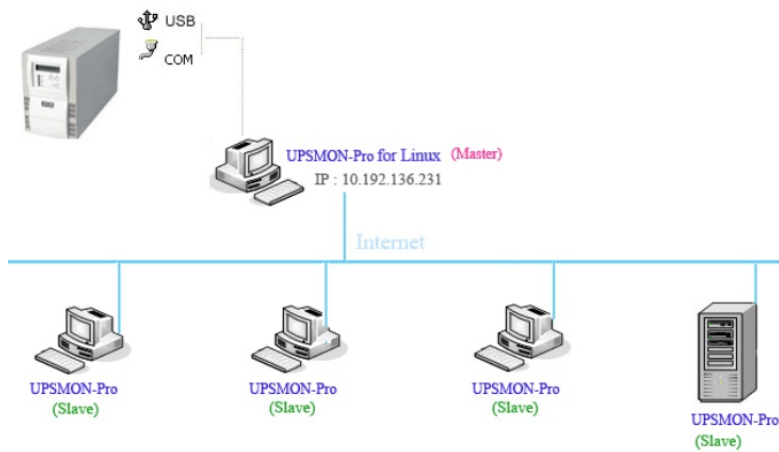 USB
COM
UPSMON-Pro for Linux (Master)
IP : 10.192.136.231
Internet
UPSMON-Pro
(Slave)
UPSMON-Pro
(Slave)
UPSMON-Pro
(Slave)
UPSMON-Pro
(Slave)